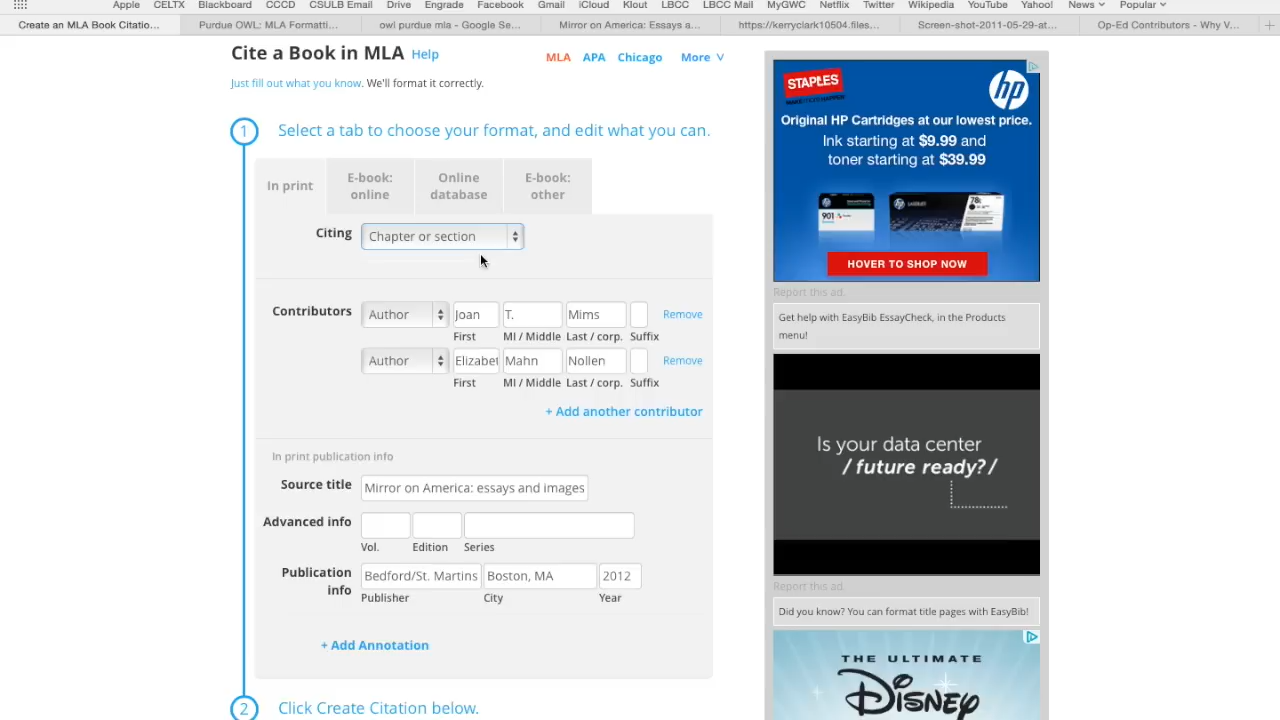 Apple CELTX Blackboard CCCD CSULB Email Drive Engrade Facebook Gmail iCloud Klout LBCC LBCC Mail MyGWC Netflix Twitter Wikipedia YouTube Yahoo! News Popular
Create an MLA Book Citatio... Purdue OWL: MLA Formatti... owl purdue mla - Google Se... Mirror on America: Essays a... https://kerryclark10504.files... Screen-shot-2011-05-29-at... Op-Ed Contributors - Why V...
Cite a Book in MLA Help
MLA APA Chicago More
Just fill out what you know. We'll format it correctly.
1 Select a tab to choose your format, and edit what you can.
In print
E-book: online
Online database
E-book: other
Citing Chapter or section
Contributors Author Joan T. Mims Remove
First MI / Middle Last / corp. Suffix
Author Elizabet Mahn Nollen Remove
First MI / Middle Last / corp. Suffix
+ Add another contributor
In print publication info
Source title Mirror on America: essays and images
Advanced info
Vol. Edition Series
Publication info Bedford/St. Martins Boston, MA 2012
Publisher City Year
+ Add Annotation
2 Click Create Citation below.
STAPLES
MAKE MORE HAPPEN
hp
Original HP Cartridges at our lowest price.
Ink starting at $9.99 and
toner starting at $39.99
901
78
HOVER TO SHOP NOW
Report this ad.
Get help with EasyBib EssayCheck, in the Products
menu!
Is your data center
/ future ready? /
Report this ad.
Did you know? You can format title pages with EasyBib!
THE ULTIMATE
Disney